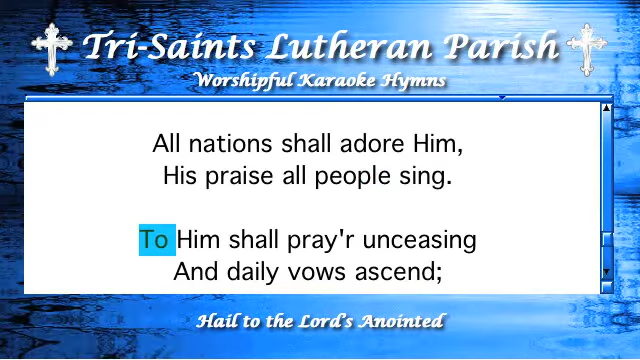 Tri-Saints Lutheran Parish
Worshipful Karaoke Hymns
All nations shall adore Him,
His praise all people sing.
To Him shall pray'r unceasing
And daily vows ascend;
Hail to the Lord's Anointed